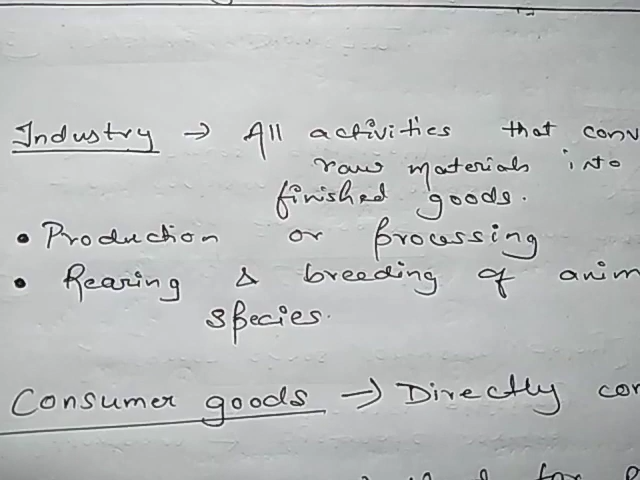 Industry → All activities that conv
raw materials into
finished goods.
• Production or processing
• Rearing & breeding of anim
species.
Consumer goods → Directly con
for